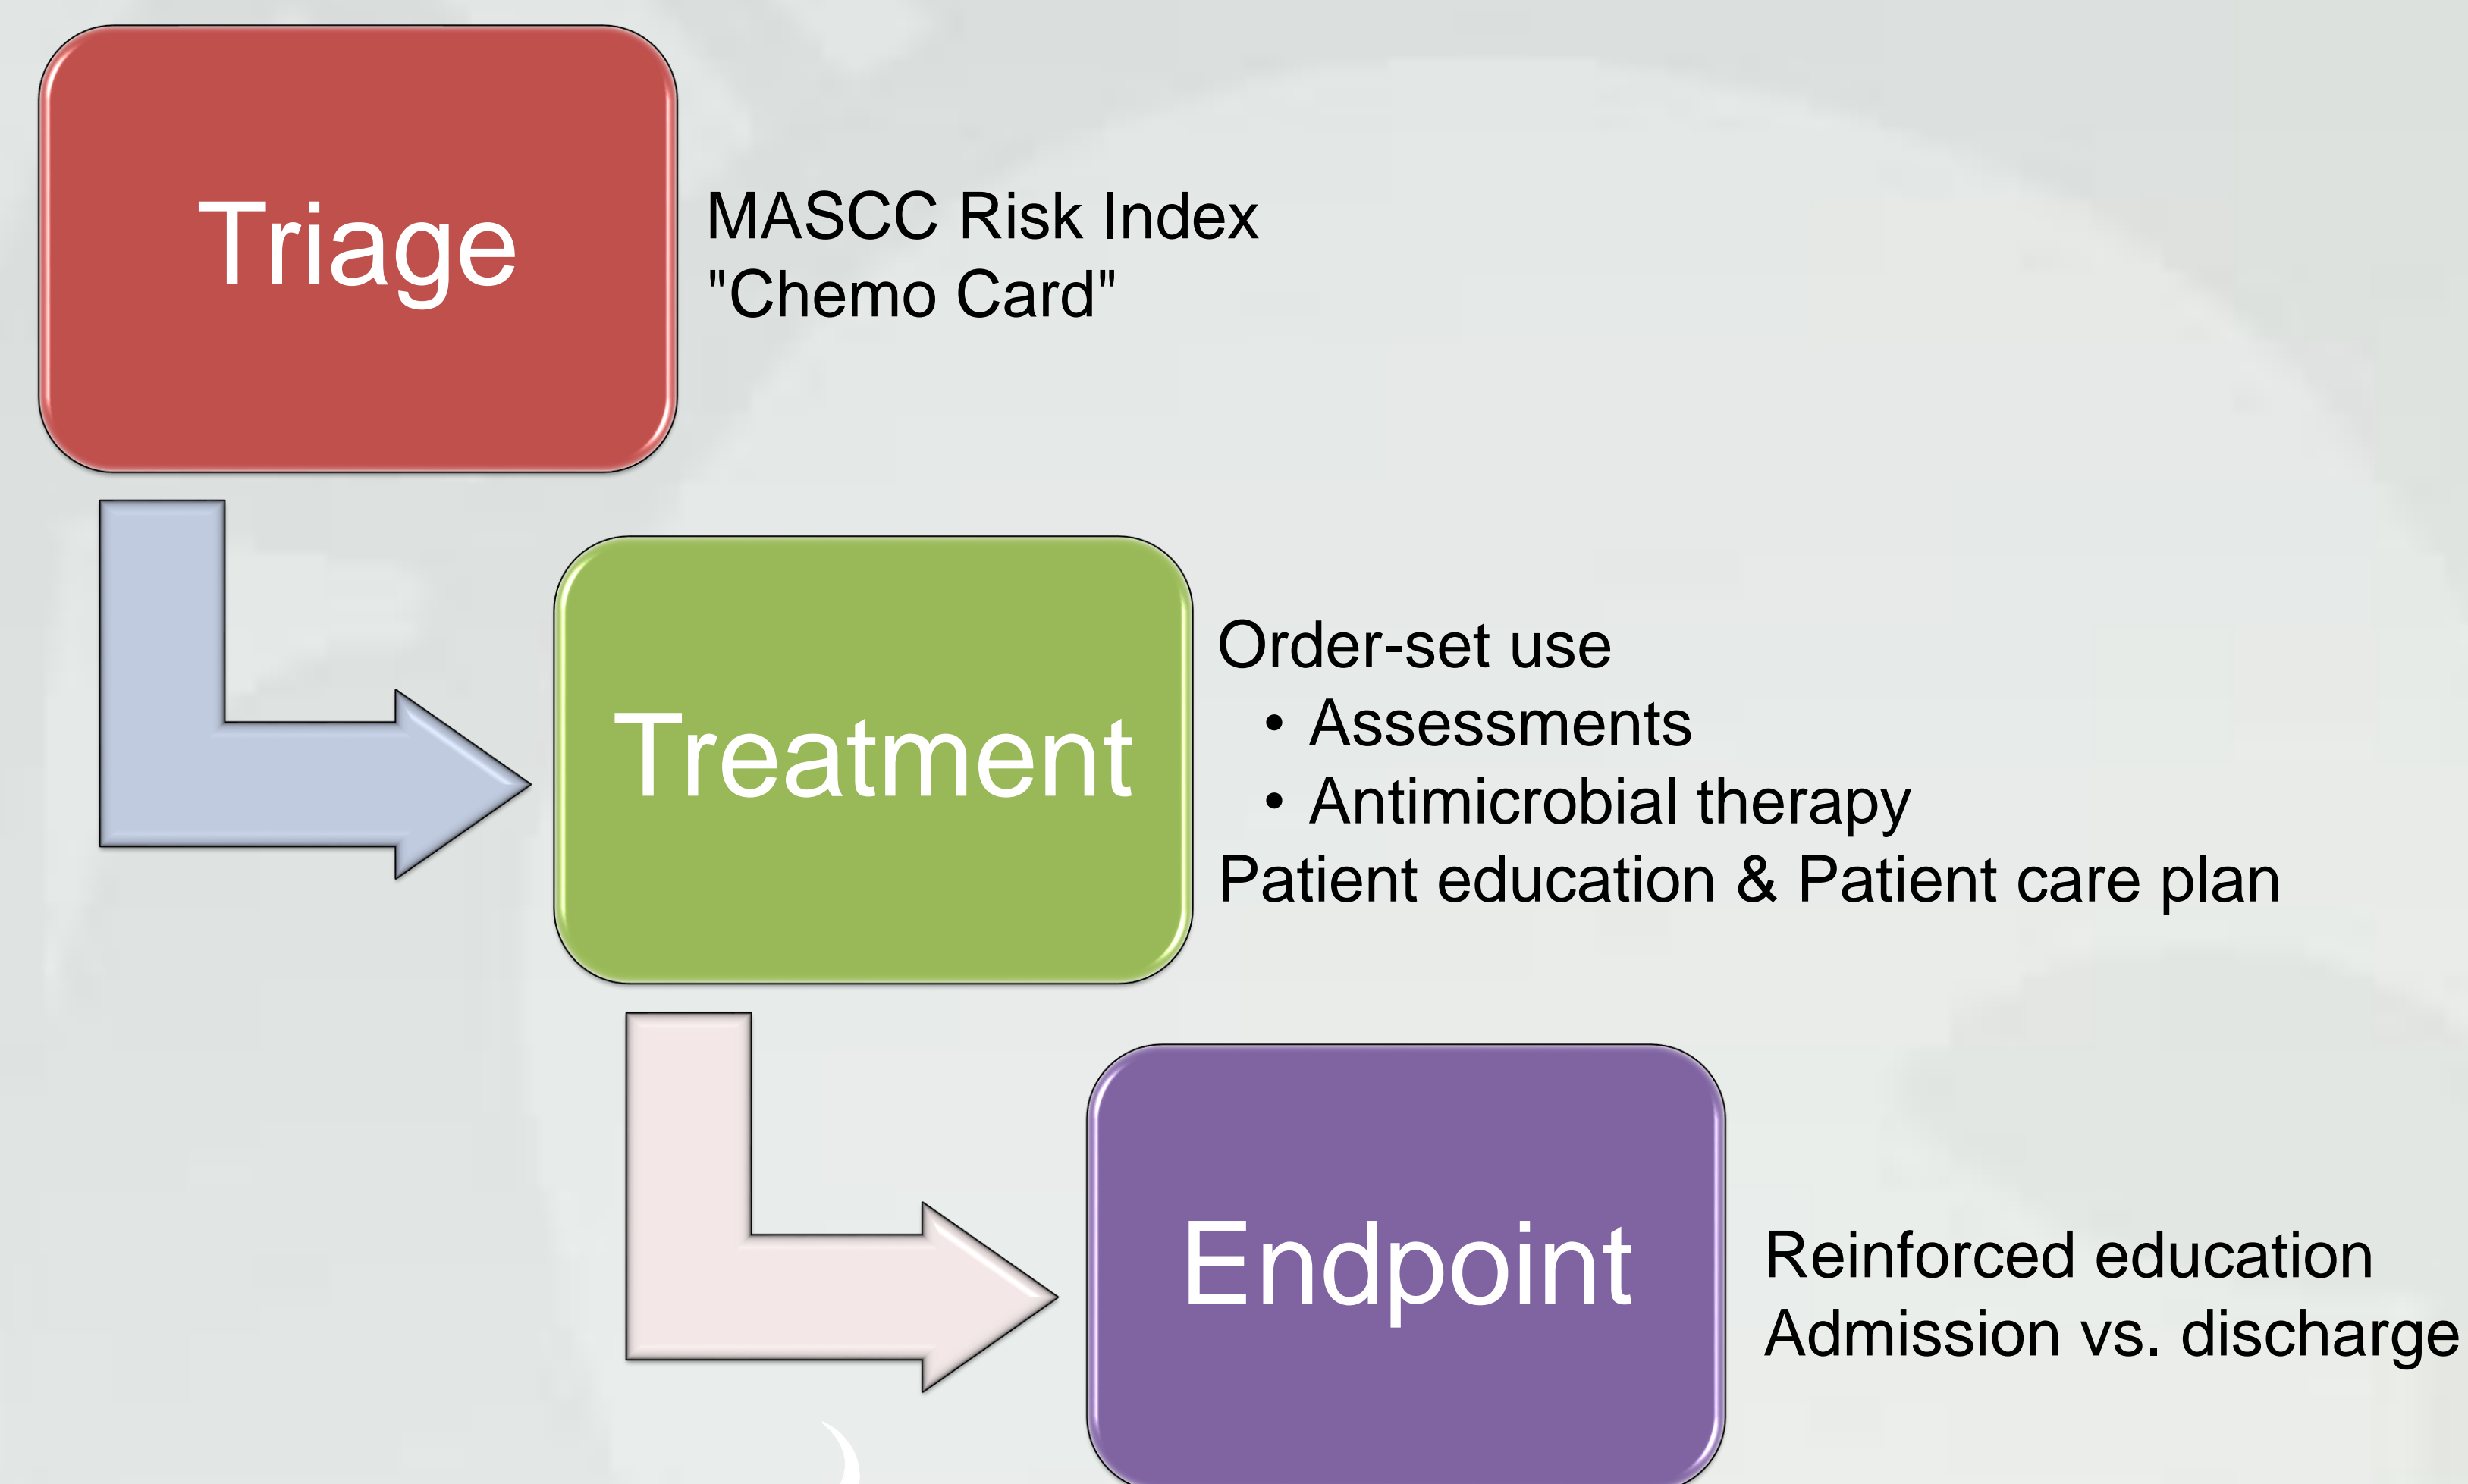 Triage
MASCC Risk Index
"Chemo Card"
Treatment
Order-set use
• Assessments
• Antimicrobial therapy
Patient education & Patient care plan
Endpoint
Reinforced education
Admission vs. discharge